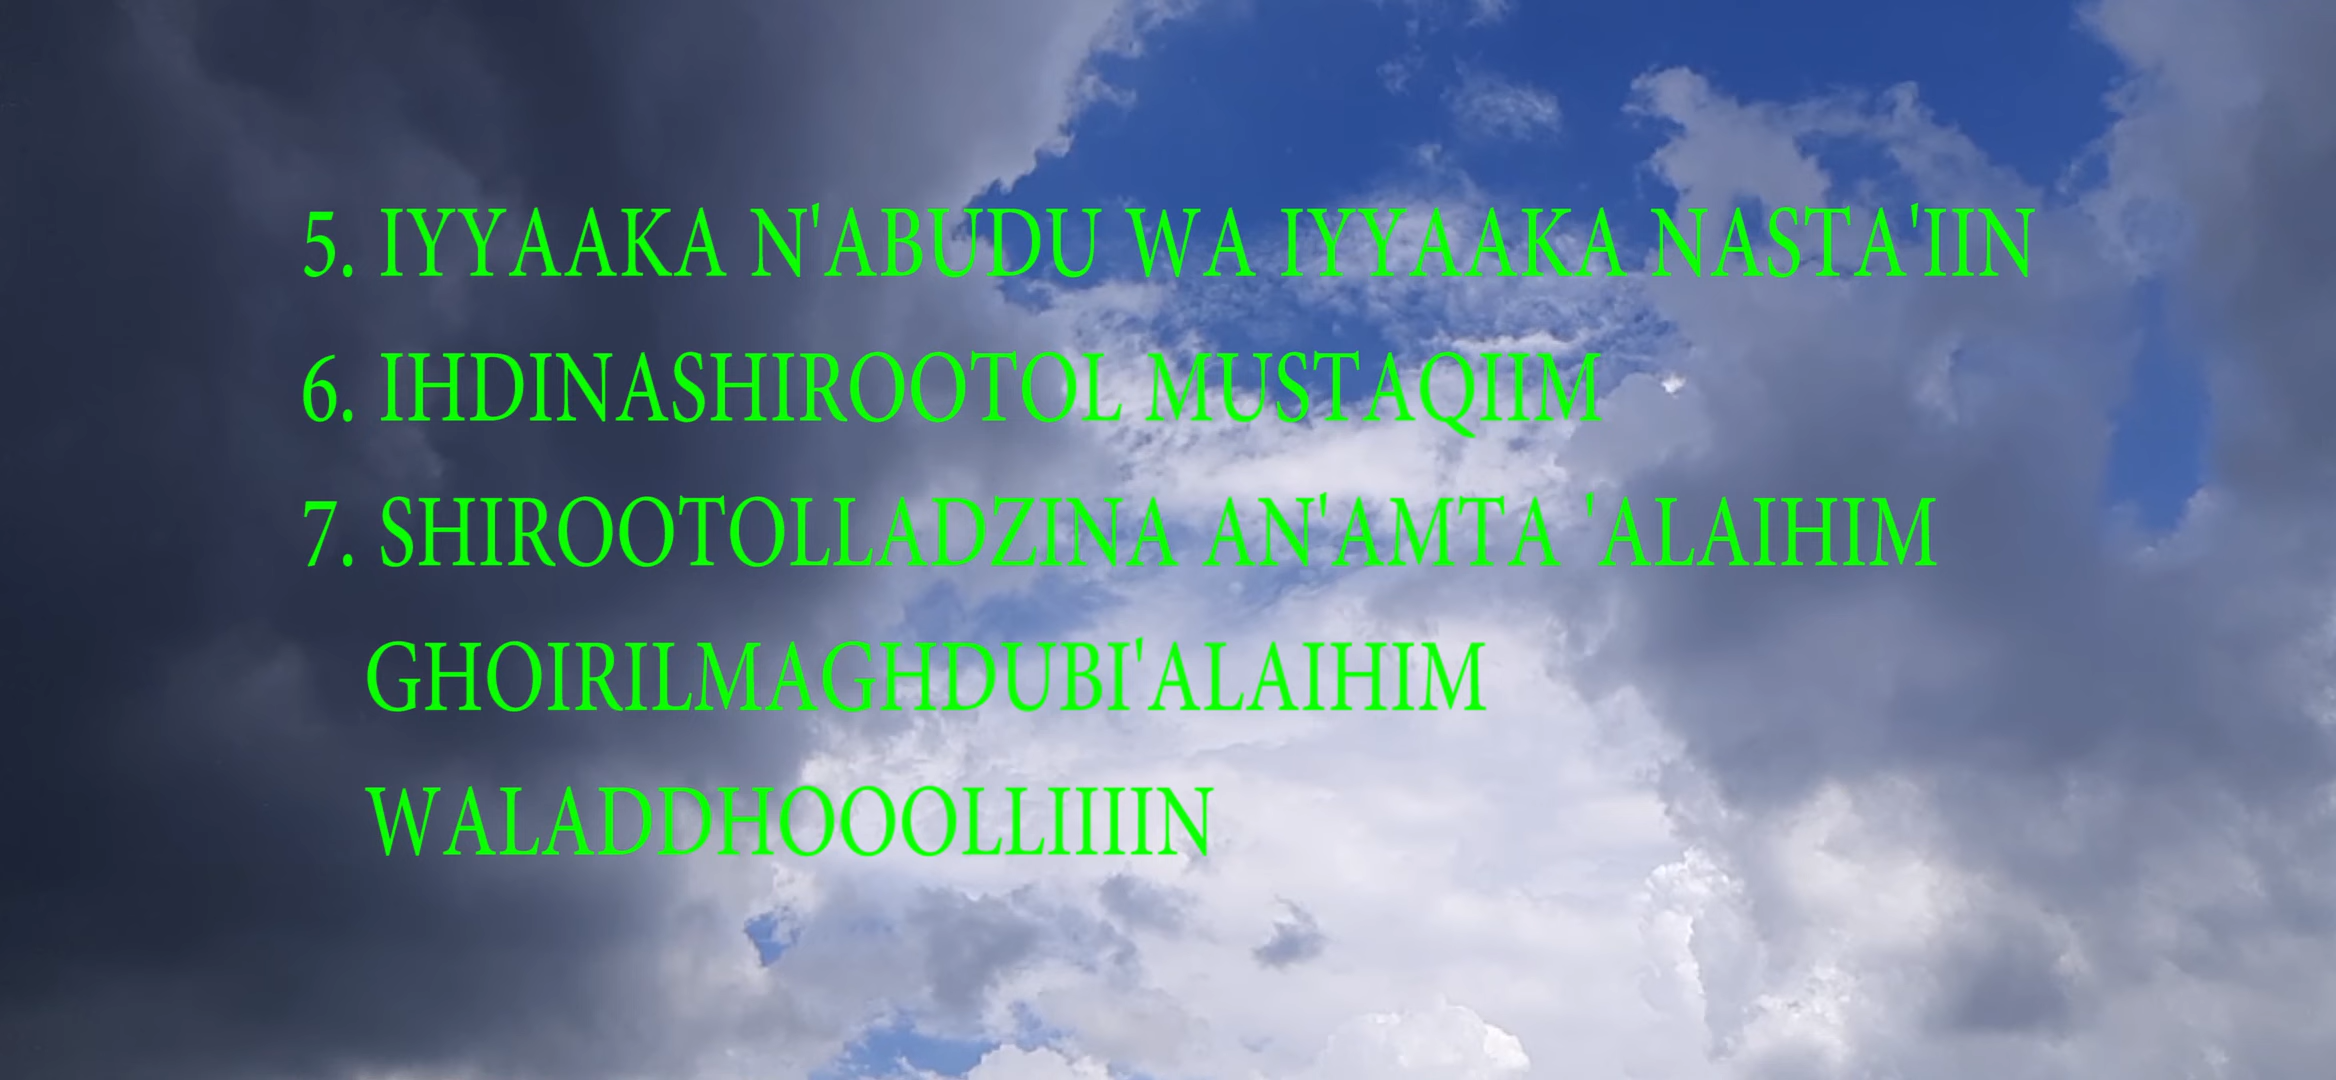 5. IYYAAKA N'ABUDU WA IYYAAKA NASTA'IIN
6. IHDINASHIROOTOL MUSTAQIIM
7. SHIROOTOLLADZINA AN'AMTA 'ALAIHIM
GHOIRILMAGHDUBI'ALAIHIM
WALADDHOOOLLIIIIN